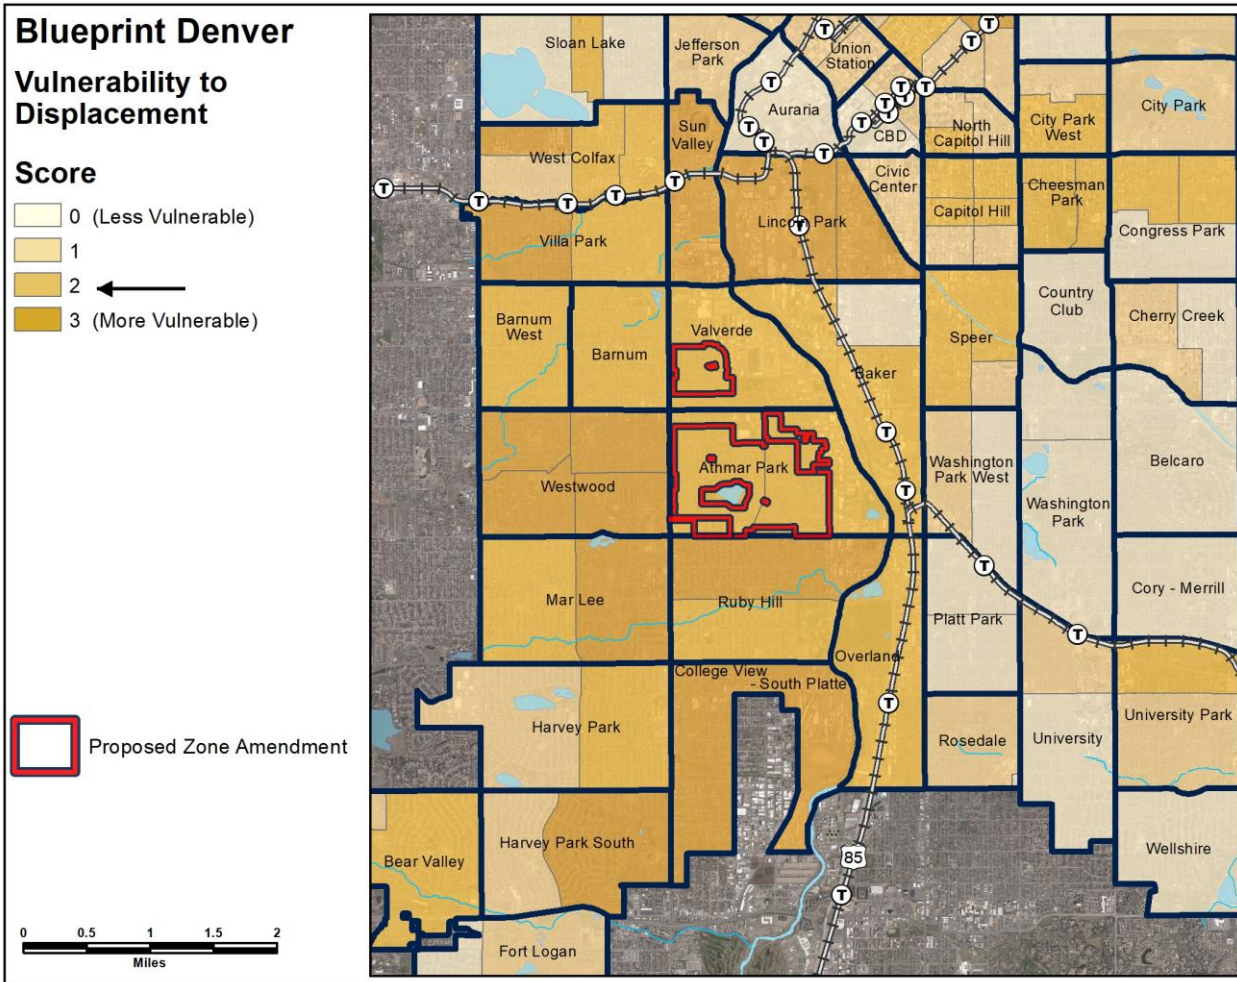 Blueprint Denver
Vulnerability to
Displacement
Score
0 (Less Vulnerable)
1
2
3 (More Vulnerable)
Proposed Zone Amendment
0 0.5 1 1.5 2
Miles
Sloan Lake
Jefferson
Park
Union
Station
T
T
T
T
Auraria
T
T
T
T
T
T
T
T
CBD
T
North
Capitol Hill
City Park
West
City Park
Sun
Valley
West Colfax
T
T
T
T
T
Civic
Center
Cheesman
Park
Capitol Hill
Lincoln Park
T
Congress Park
Villa Park
Country
Club
Cherry Creek
Barnum
West
Barnum
Valverde
Speer
Baker
T
Athmar Park
Washington
Park West
Belcaro
Westwood
T
Washington
Park
T
Mar Lee
Ruby Hill
Platt Park
Cory - Merrill
T
Overland
College View
- South Platte
T
Harvey Park
Rosedale
University
University Park
Harvey Park South
Bear Valley
85
Wellshire
T
Fort Logan